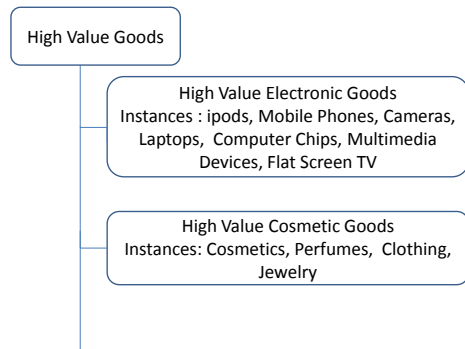 High Value Goods
High Value Electronic Goods
Instances : ipods, Mobile Phones, Cameras,
Laptops,  Computer Chips, Multimedia
Devices, Flat Screen TV
High Value Cosmetic Goods
Instances: Cosmetics, Perfumes,  Clothing,
Jewelry